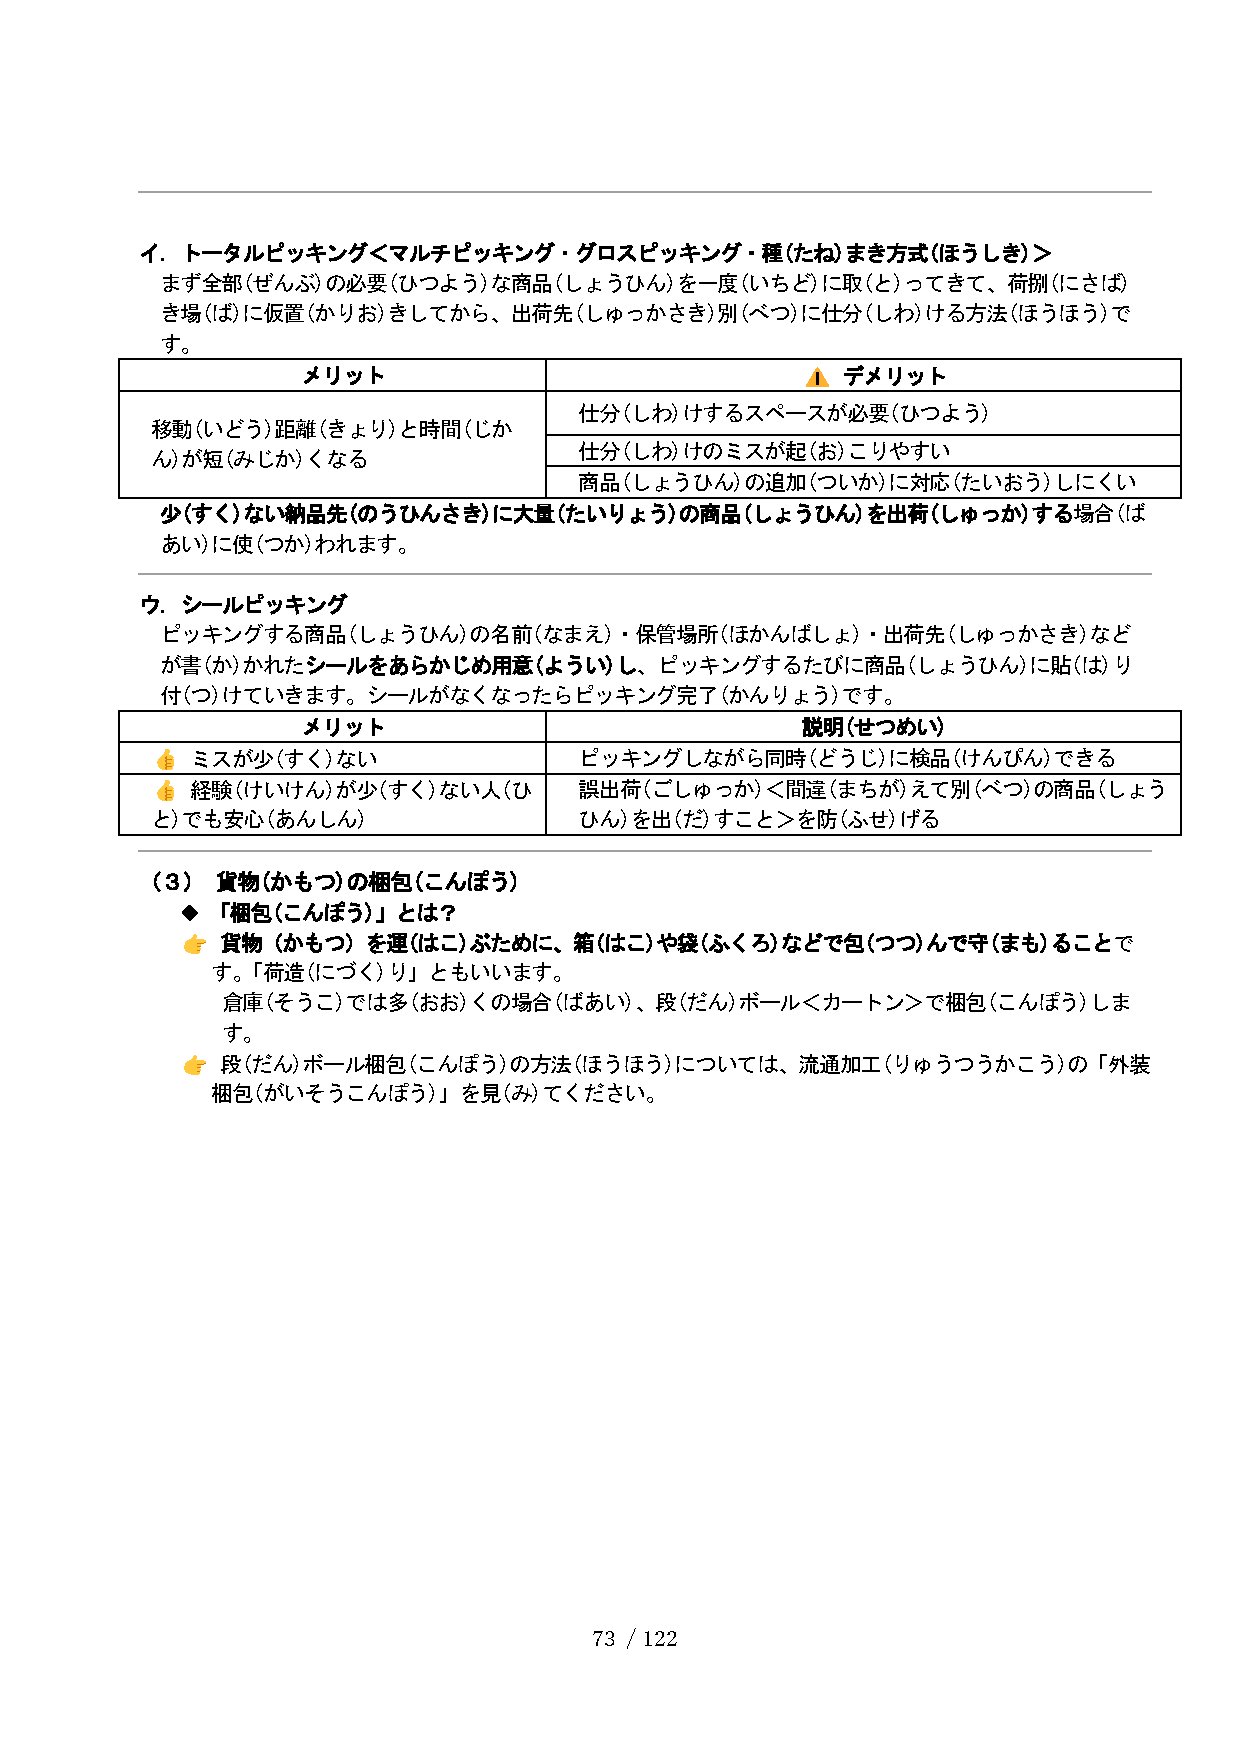 イ. トータルピッキング＜マルチピッキング・グロスピッキング・種(たね)まき方式(ほうしき)＞
まず全部(ぜんぶ)の必要(ひつよう)な商品(しょうひん)を一度(いちど)に取(と)ってきて、荷捌(にさば)
き場(ば)に仮置(かりお)きしてから、出荷先(しゅっかさき)別(べつ)に仕分(しわ)ける方法(ほうほう)で
す。
メリット
⚠ デメリット
移動(いどう)距離(きょり)と時間(じか
ん)が短(みじか)くなる
仕分(しわ)けするスペースが必要(ひつよう)
仕分(しわ)けのミスが起(お)こりやすい
商品(しょうひん)の追加(ついか)に対応(たいおう)しにくい
少(すく)ない納品先(のうひんさき)に大量(たいりょう)の商品(しょうひん)を出荷(しゅっか)する場合(ば
あい)に使(つか)われます。
ウ. シールピッキング
ピッキングする商品(しょうひん)の名前(なまえ)・保管場所(ほかんばしょ)・出荷先(しゅっかさき)など
が書(か)かれたシールをあらかじめ用意(ようい)し、ピッキングするたびに商品(しょうひん)に貼(は)り
付(つ)けていきます。シールがなくなったらピッキング完了(かんりょう)です。
メリット
説明(せつめい)
👍 ミスが少(すく)ない
ピッキングしながら同時(どうじ)に検品(けんぴん)できる
👍 経験(けいけん)が少(すく)ない人(ひ
と)でも安心(あんしん)
誤出荷(ごしゅっか)＜間違(まちが)えて別(べつ)の商品(しょう
ひん)を出(だ)すこと＞を防(ふせ)げる
（３） 貨物(かもつ)の梱包(こんぽう)
◆ 「梱包(こんぽう)」とは？
👉 貨物（かもつ）を運(はこ)ぶために、箱(はこ)や袋(ふくろ)などで包(つつ)んで守(まも)ることで
す。「荷造(にづく)り」ともいいます。
倉庫(そうこ)では多(おお)くの場合(ばあい)、段(だん)ボール＜カートン＞で梱包(こんぽう)しま
す。
👉 段(だん)ボール梱包(こんぽう)の方法(ほうほう)については、流通加工(りゅうつうかこう)の「外装
梱包(がいそうこんぽう)」を見(み)てください。
73 / 122